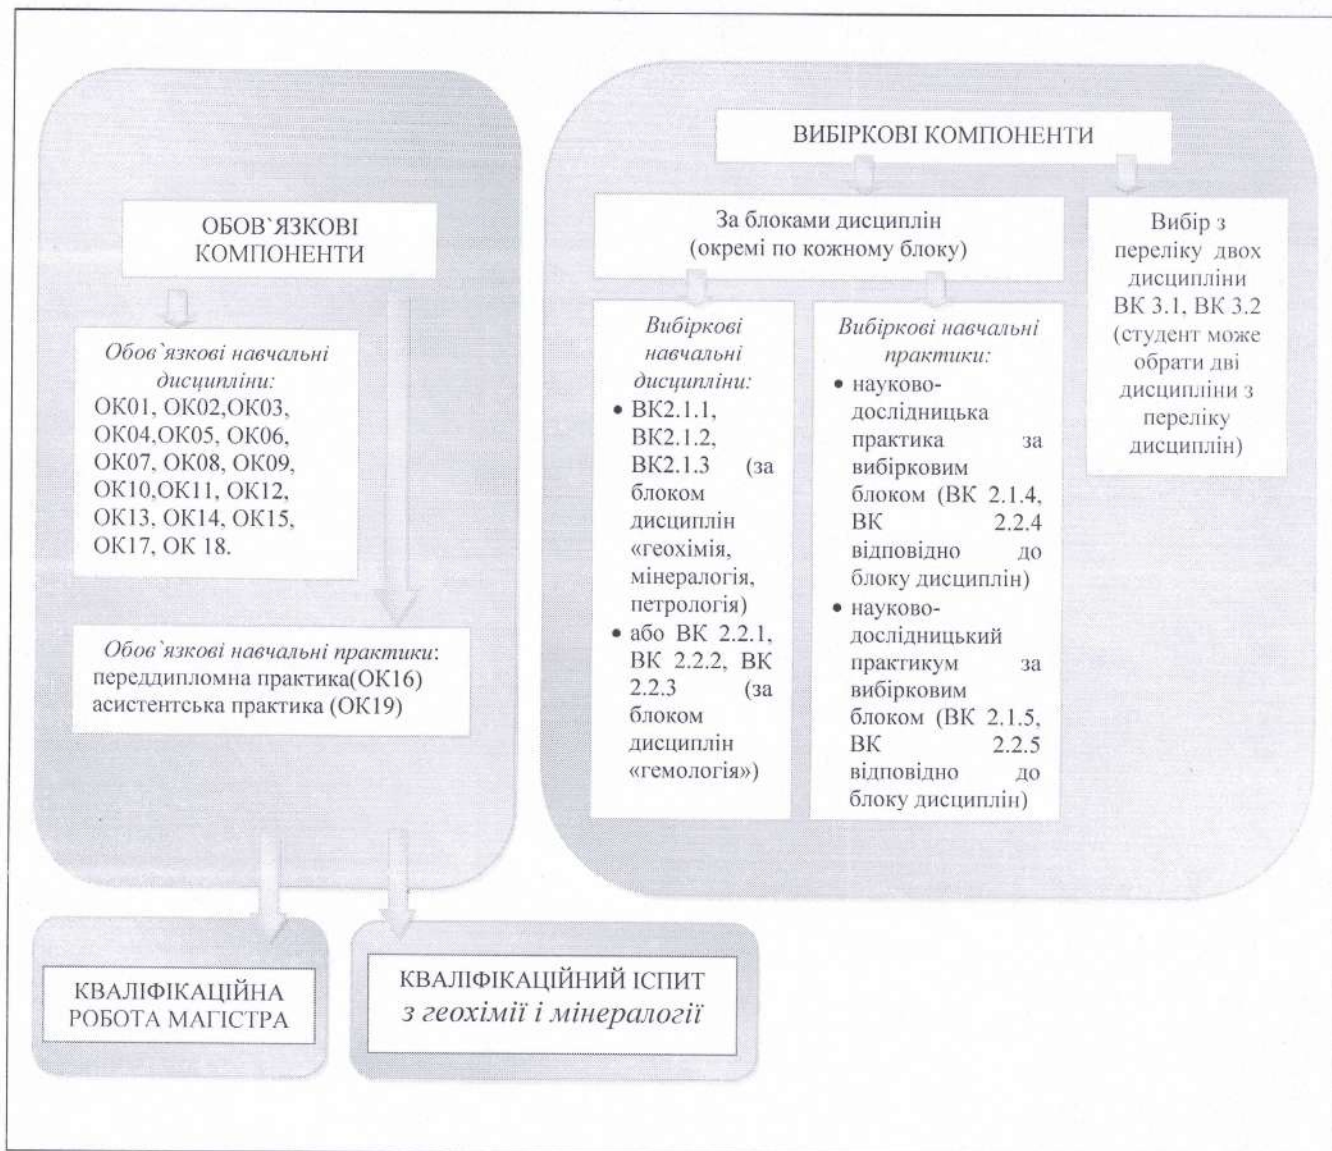 ОБОВ`ЯЗКОВІ
КОМПОНЕНТИ
Обов`язкові навчальні
дисципліни:
ОК01, ОК02,ОК03,
ОК04,ОК05, ОК06,
ОК07, ОК08, ОК09,
ОК10,ОК11, ОК12,
ОК13, ОК14, ОК15,
ОК17, ОК 18.
Обов`язкові навчальні практики:
переддипломна практика(ОК16)
асистентська практика (ОК19)
ВИБІРКОВІ КОМПОНЕНТИ
За блоками дисциплін
(окремі по кожному блоку)
Вибіркові
навчальні
дисципліни:
• ВК2.1.1,
ВК2.1.2,
ВК2.1.3 (за
блоком
дисциплін
«геохімія,
мінералогія,
петрологія)
• або ВК 2.2.1,
ВК 2.2.2, ВК
2.2.3 (за
блоком
дисциплін
«гемологія»)
Вибіркові навчальні
практики:
• науково-
дослідницька
практика за
вибірковим
блоком (ВК 2.1.4,
ВК 2.2.4
відповідно до
блоку дисциплін)
• науково-
дослідницький
практикум за
вибірковим
блоком (ВК 2.1.5,
ВК 2.2.5
відповідно до
блоку дисциплін)
Вибір з
переліку двох
дисципліни
ВК 3.1, ВК 3.2
(студент може
обрати дві
дисципліни з
переліку
дисциплін)
КВАЛІФІКАЦІЙНА
РОБОТА МАГІСТРА
КВАЛІФІКАЦІЙНИЙ ІСПИТ
з геохімії і мінералогії